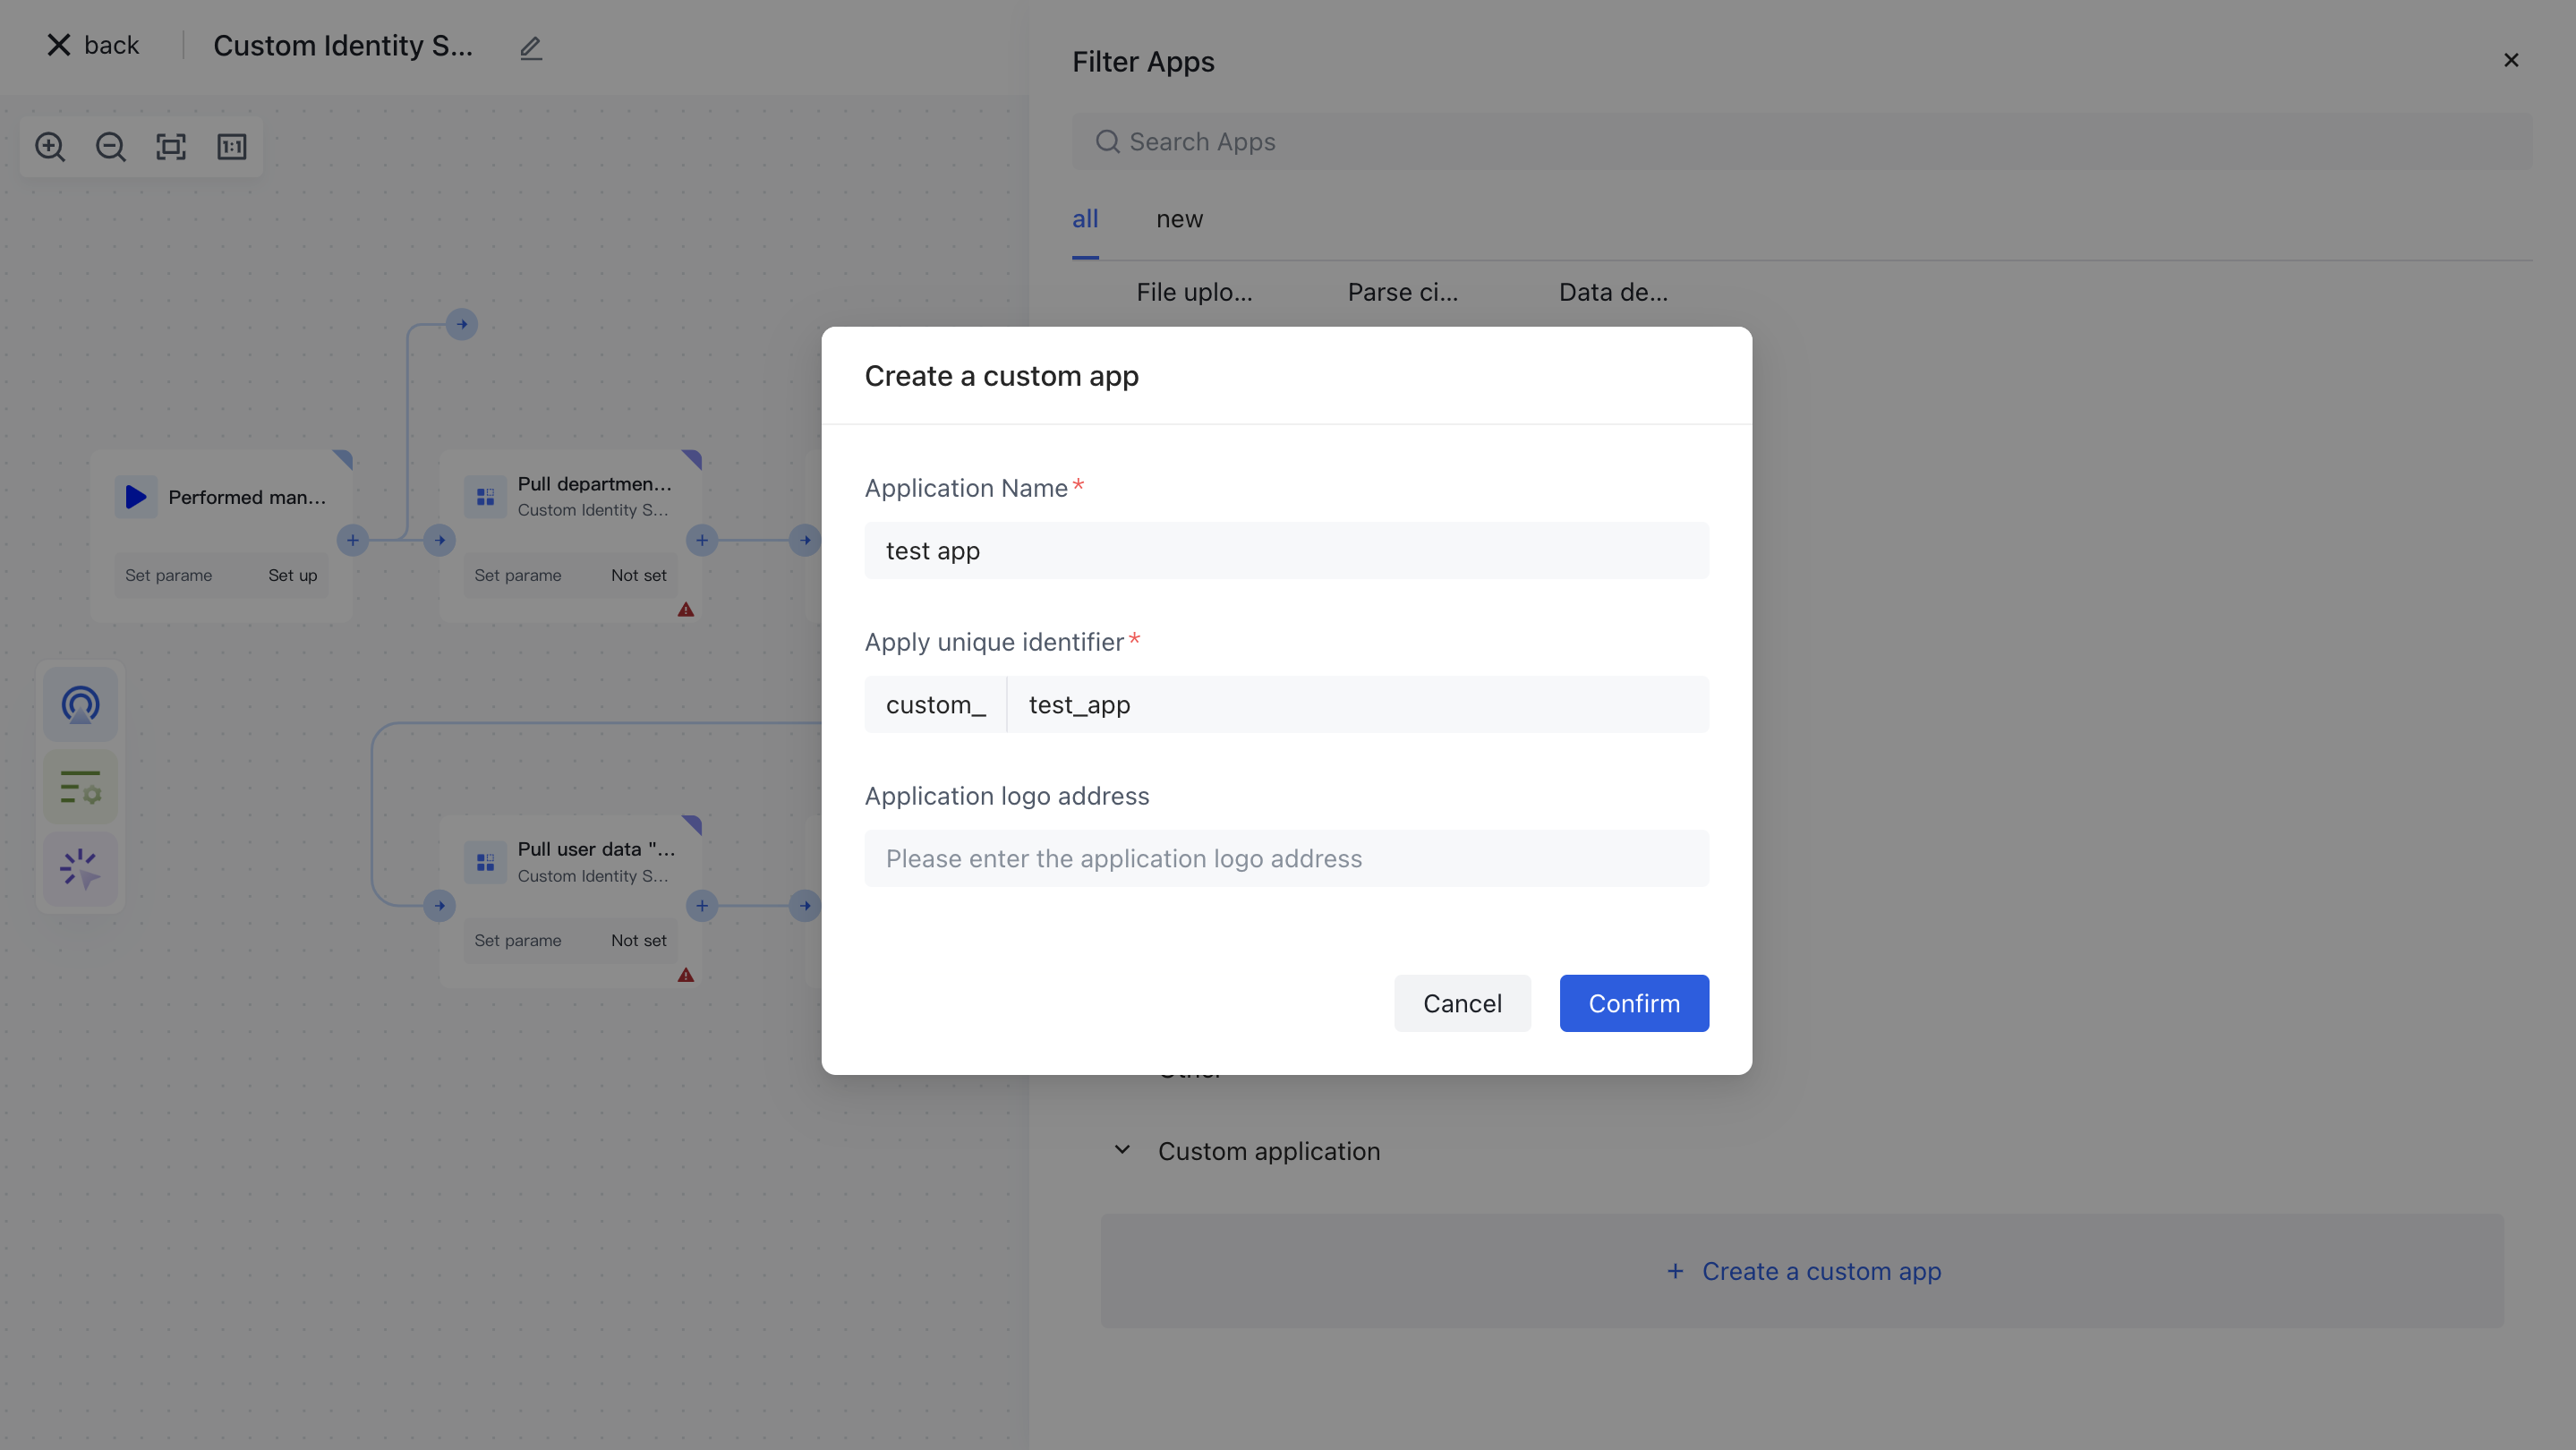 back
Custom Identity S...
1:1
Performed man...
Set parame Set up
Pull departmen...
Custom Identity S...
Set parame Not set
Pull user data "...
Custom Identity S...
Set parame Not set
Filter Apps
Search Apps
all new
File uplo... Parse ci... Data de...
Create a custom app
Application Name*
test app
Apply unique identifier*
custom_ test_app
Application logo address
Please enter the application logo address
Cancel Confirm
Custom application
+ Create a custom app